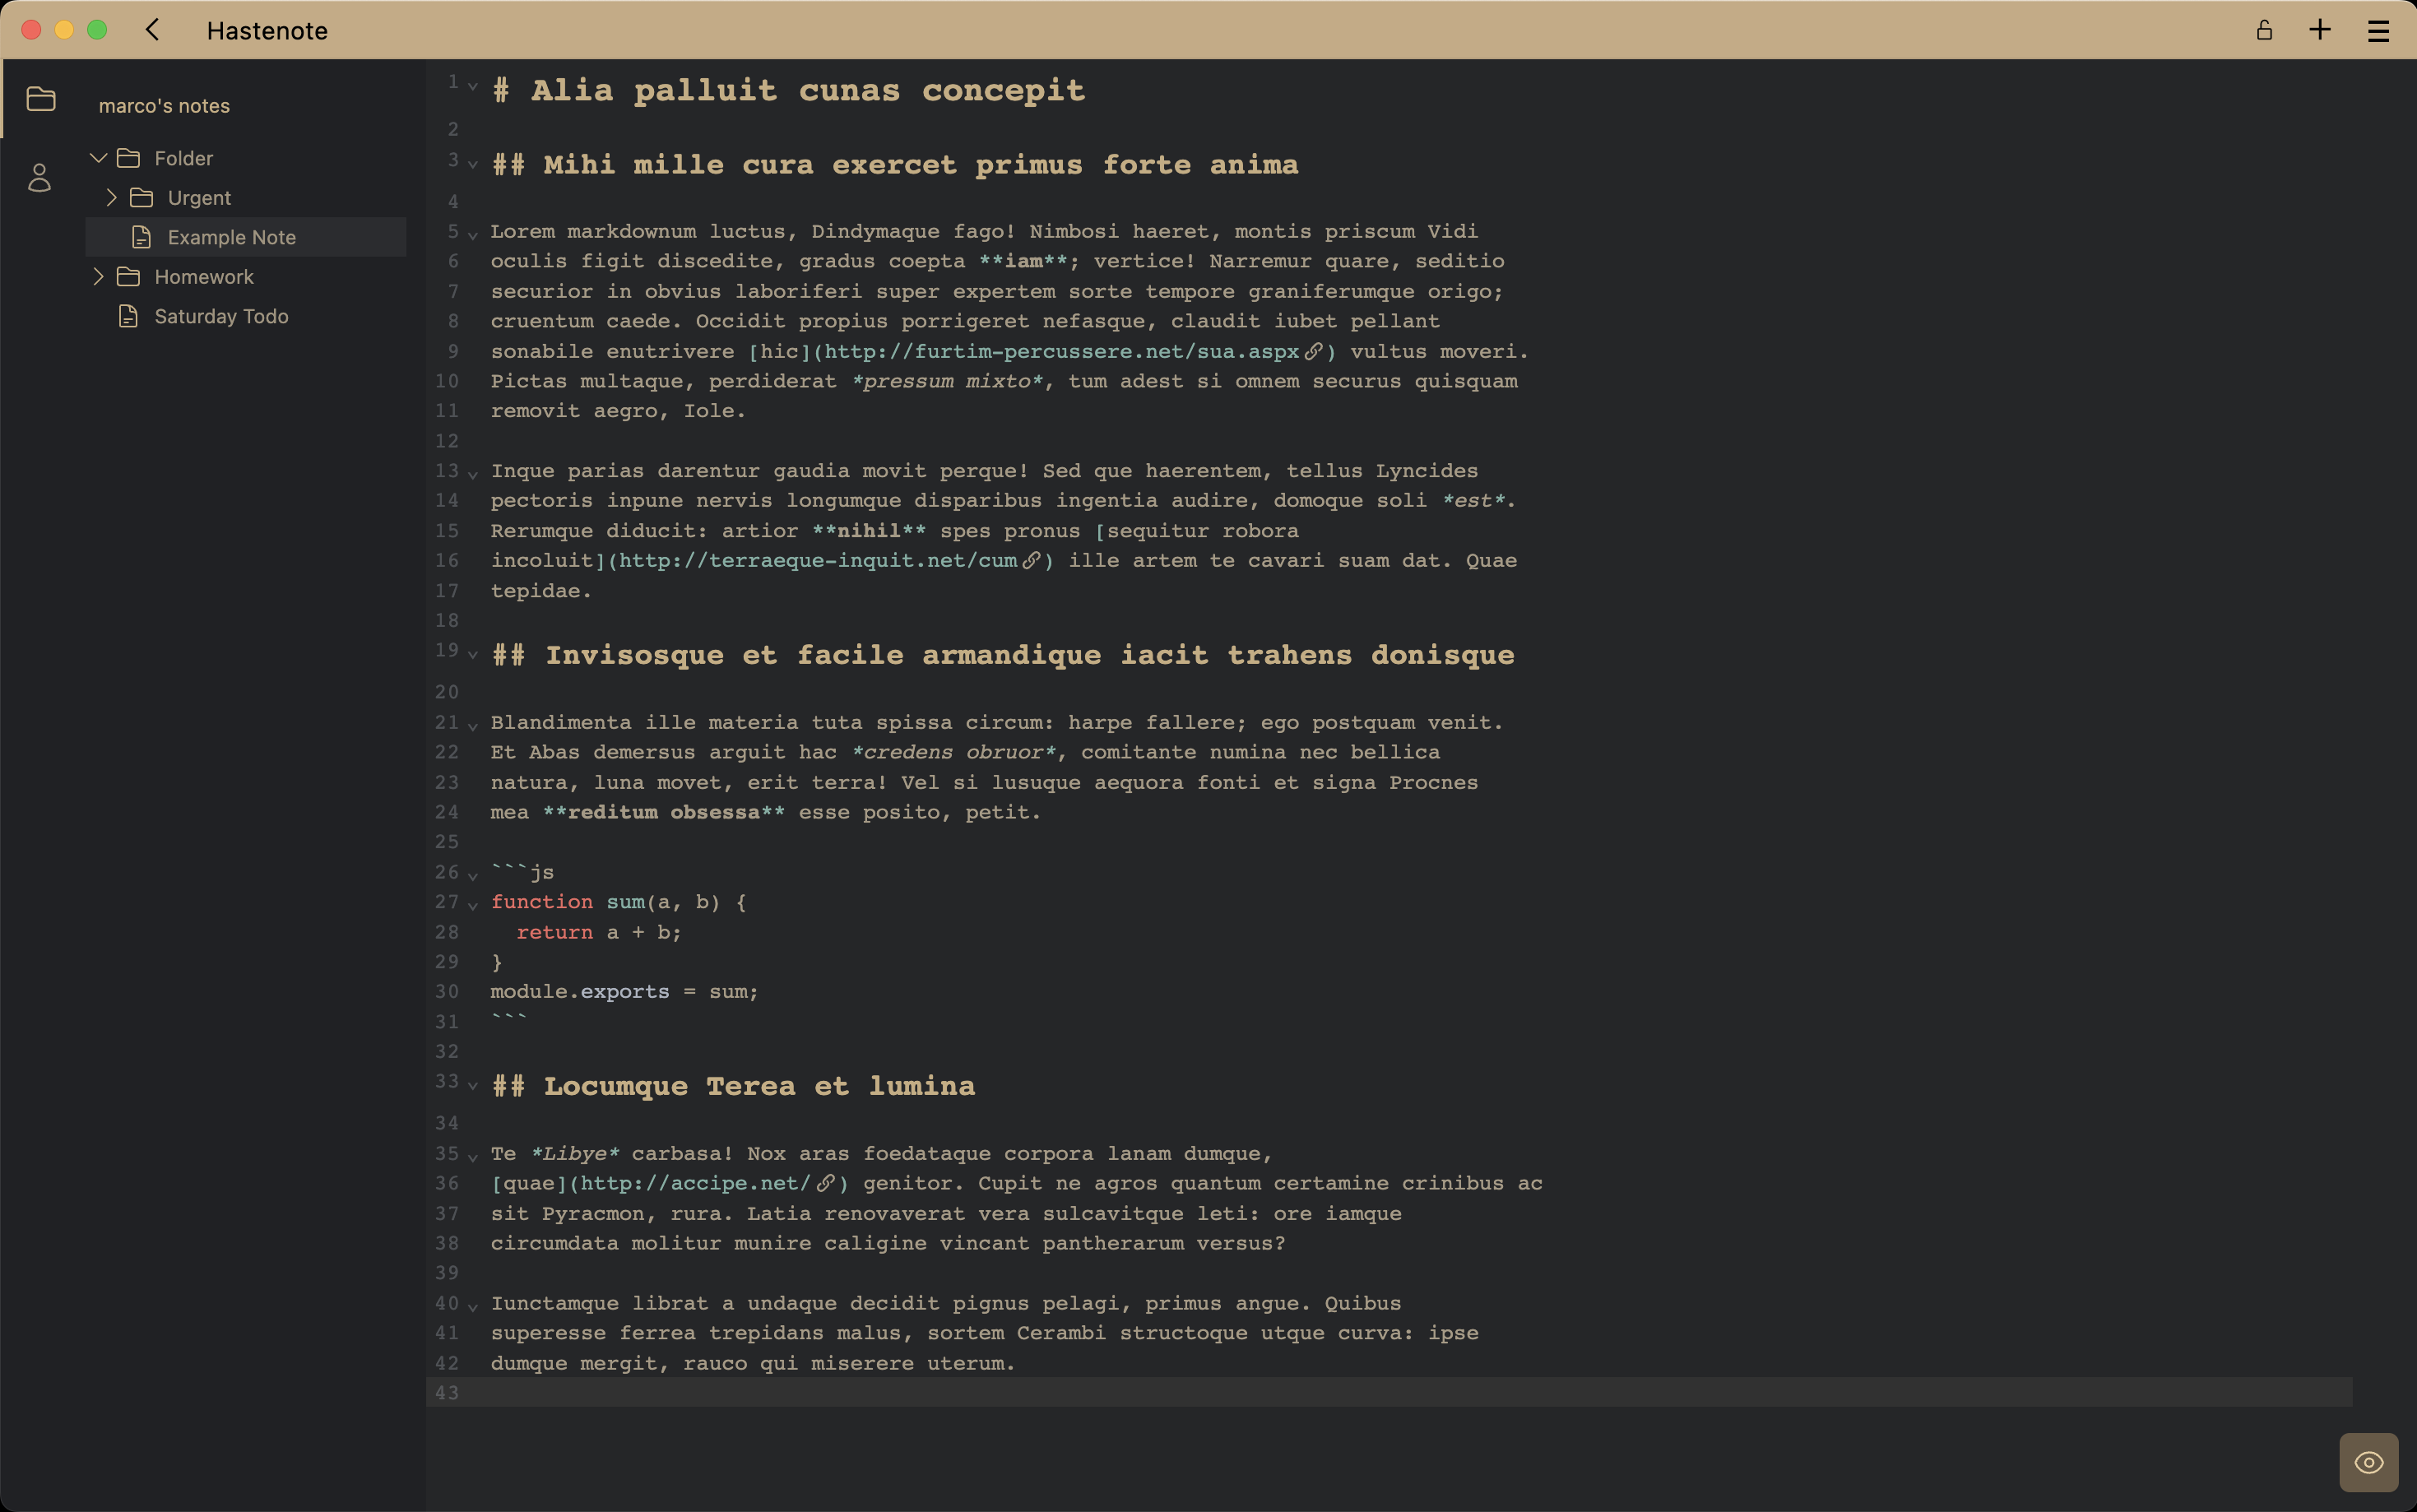 Hastenote
marco's notes
Folder
Urgent
Example Note
Homework
Saturday Todo
1 # Alia palluit cunas concepit
2
3 ## Mihi mille cura exercet primus forte anima
4
5 Lorem markdownum luctus, Dindymaque fago! Nimbosi haeret, montis priscum Vidi
6 oculis figit discedite, gradus coepta **iam**; vertice! Narremur quare, seditio
7 securior in obvius laboriferi super expertem sorte tempore graniferumque origo;
8 cruentum caede. Occidit propius porrigeret nefasque, claudit iubet pellant
9 sonabile enutrivere [hic](http://furtim-percussere.net/sua.aspx) vultus moveri.
10 Pictas multaque, perdiderat *pressum mixto*, tum adest si omnem securus quisquam
11 removit aegro, Iole.
12
13 Inque parias darentur gaudia movit perque! Sed que haerentem, tellus Lyncides
14 pectoris inpune nervis longumque disparibus ingentia audire, domoque soli *est*.
15 Rerumque diducit: artior **nihil** spes pronus [sequitur robora
16 incoluit](http://terraeque-inquit.net/cum) ille artem te cavari suam dat. Quae
17 tepidae.
18
19 ## Invisosque et facile armandique iacit trahens donisque
20
21 Blandimenta ille materia tuta spissa circum: harpe fallere; ego postquam venit.
22 Et Abas demersus arguit hac *credens obruor*, comitante numina nec bellica
23 natura, luna movet, erit terra! Vel si lusuque aequora fonti et signa Procnes
24 mea **reditum obsessa** esse posito, petit.
25
26 ```js
27 function sum(a, b) {
28   return a + b;
29 }
30 module.exports = sum;
31 ```
32
33 ## Locumque Terea et lumina
34
35 Te *Libye* carbasa! Nox aras foedataque corpora lanam dumque,
36 [quae](http://accipe.net/) genitor. Cupit ne agros quantum certamine crinibus ac
37 sit Pyracmon, rura. Latia renovaverat vera sulcavitque leti: ore iamque
38 circumdata molitur munire caligine vincant pantherarum versus?
39
40 Iunctamque librat a undaque decidit pignus pelagi, primus angue. Quibus
41 superesse ferrea trepidans malus, sortem Cerambi structoque utque curva: ipse
42 dumque mergit, rauco qui miserere uterum.
43